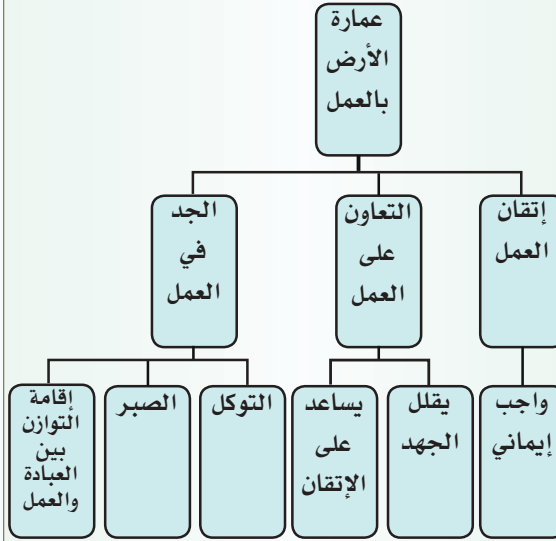 عمارة
الأرض
بالعمل
إتقان
العمل
التعاون
على
العمل
الجد
في
العمل
واجب
إيماني
يقلل
الجهد
يساعد
على
الإتقان
التوكل
الصبر
إقامة
التوازن
بين
العبادة
والعمل